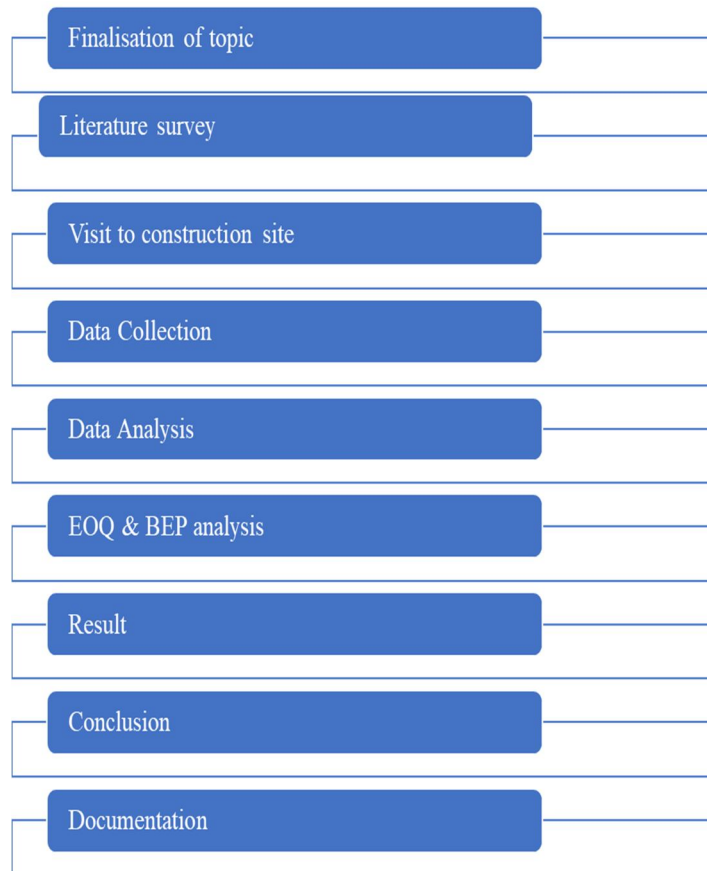 Finalisation of topic
Literature survey
Visit to construction site
Data Collection
Data Analysis
EOQ & BEP analysis
Result
Conclusion
Documentation